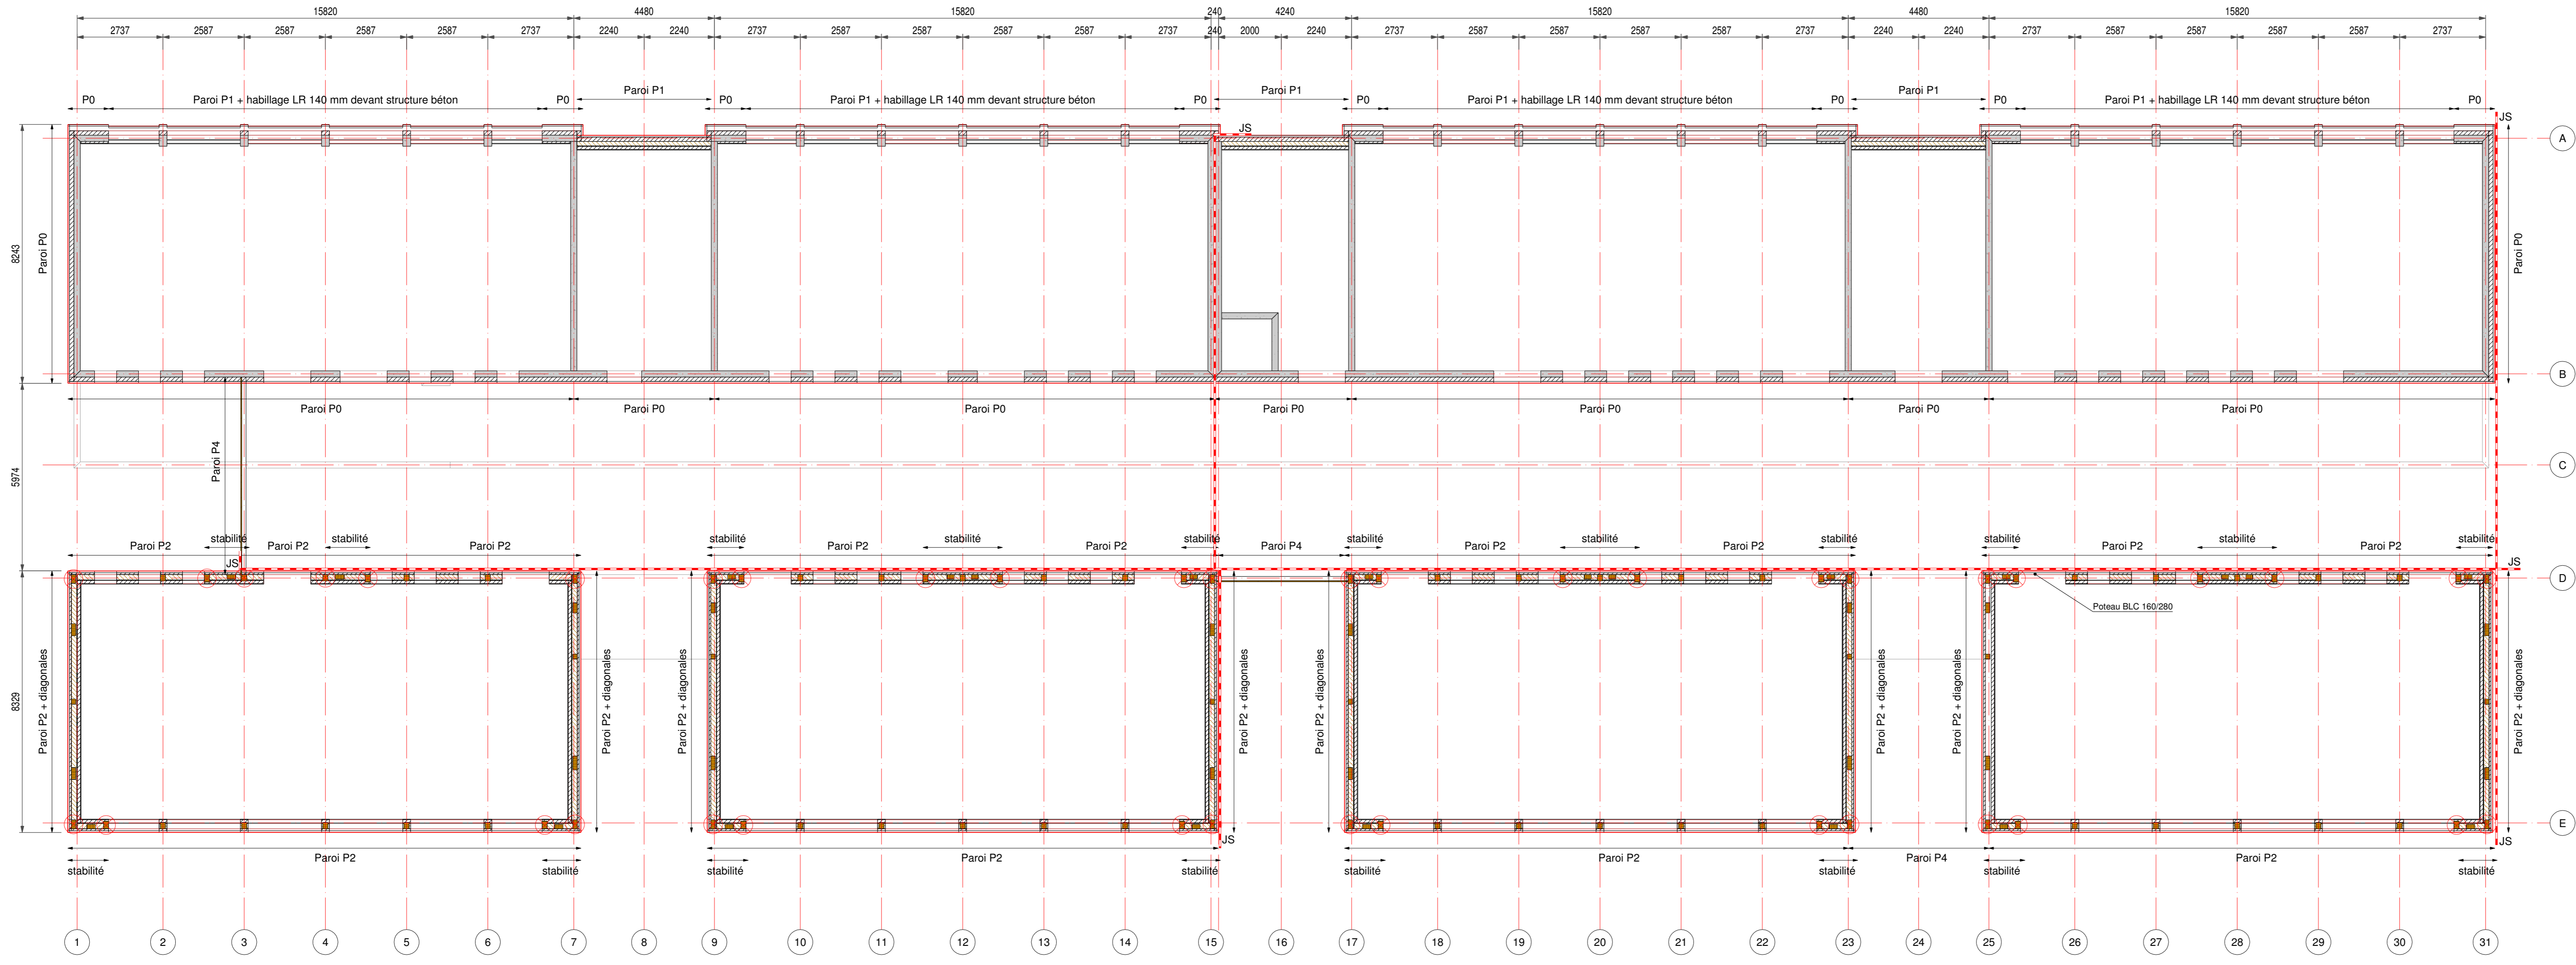 15820 4480 15820 240 4240 15820 4480 15820
2737 2587 2587 2587 2587 2737 2240 2240 2737 2587 2587 2587 2587 2737 240 2000 2240 2737 2587 2587 2587 2587 2737 2240 2240 2737 2587 2587 2587 2587 2737
Paroi P1 Paroi P1 Paroi P1
P0 Paroi P1 + habillage LR 140 mm devant structure béton P0 P0 Paroi P1 + habillage LR 140 mm devant structure béton P0 P0 Paroi P1 + habillage LR 140 mm devant structure béton P0 P0 Paroi P1 + habillage LR 140 mm devant structure béton P0
JS
JS
A
8243
Paroi P0
Paroi P0
B
Paroi P0 Paroi P0 Paroi P0 Paroi P0 Paroi P0 Paroi P0 Paroi P0
5974
Paroi P4
C
stabilité stabilité stabilité stabilité stabilité stabilité stabilité stabilité stabilité stabilité stabilité
Paroi P2 Paroi P2 Paroi P2 Paroi P2 Paroi P2 Paroi P4 Paroi P2 Paroi P2 Paroi P2 Paroi P2
JS
JS
D
Poteau BLC 160/280
8329
Paroi P2 + diagonales
Paroi P2 + diagonales
Paroi P2 + diagonales
Paroi P2 + diagonales
Paroi P2 + diagonales
Paroi P2 + diagonales
Paroi P2 + diagonales
Paroi P2 + diagonales
E
JS
JS
Paroi P2 Paroi P2 Paroi P2 Paroi P4 Paroi P2
stabilité stabilité stabilité stabilité stabilité stabilité stabilité stabilité
1 2 3 4 5 6 7 8 9 10 11 12 13 14 15 16 17 18 19 20 21 22 23 24 25 26 27 28 29 30 31